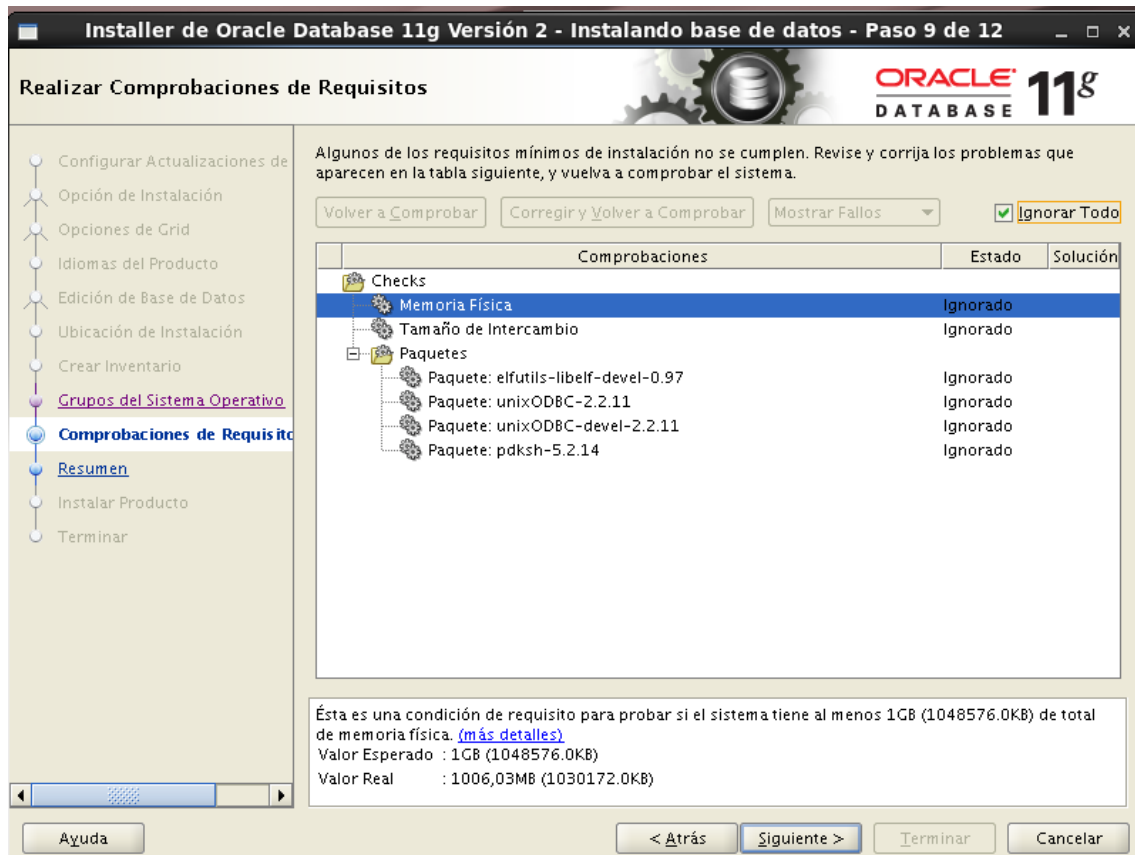 Installer de Oracle Database 11g Versión 2 - Instalando base de datos - Paso 9 de 12
Realizar Comprobaciones de Requisitos
ORACLE 11g
DATABASE
Configurar Actualizaciones de
Opción de Instalación
Opciones de Grid
Idiomas del Producto
Edición de Base de Datos
Ubicación de Instalación
Crear Inventario
Grupos del Sistema Operativo
Comprobaciones de Requisito
Resumen
Instalar Producto
Terminar
Algunos de los requisitos mínimos de instalación no se cumplen. Revise y corrija los problemas que
aparecen en la tabla siguiente, y vuelva a comprobar el sistema.
Volver a Comprobar Corregir y Volver a Comprobar Mostrar Fallos Ignorar Todo
Comprobaciones Estado Solución
Checks
Memoria Física Ignorado
Tamaño de Intercambio Ignorado
Paquetes
Paquete: elfutils-libelf-devel-0.97 Ignorado
Paquete: unixODBC-2.2.11 Ignorado
Paquete: unixODBC-devel-2.2.11 Ignorado
Paquete: pdksh-5.2.14 Ignorado
Ésta es una condición de requisito para probar si el sistema tiene al menos 1GB (1048576.0KB) de total
de memoria física. (más detalles)
Valor Esperado : 1GB (1048576.0KB)
Valor Real : 1006,03MB (1030172.0KB)
Ayuda < Atrás Siguiente > Terminar Cancelar